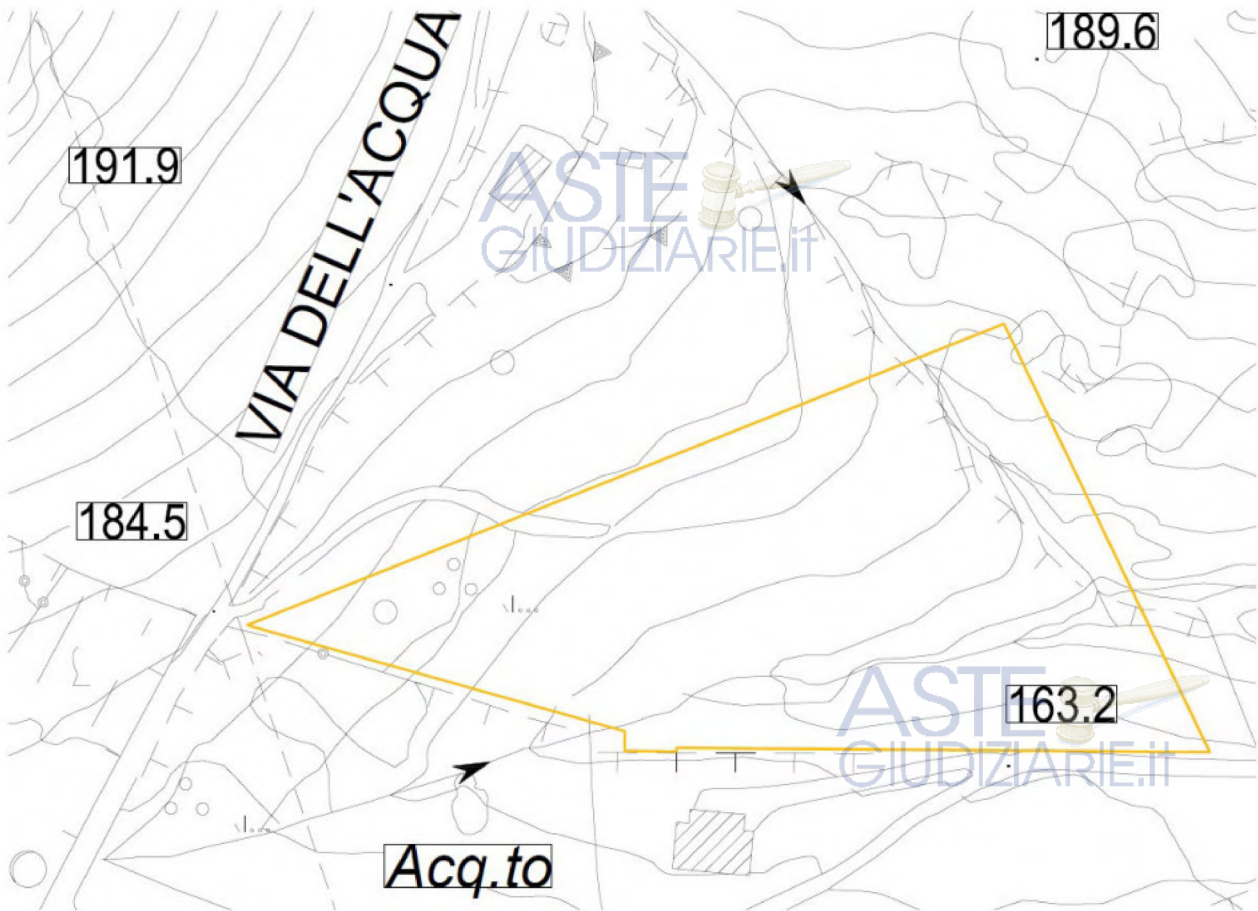 189.6
VIA DELL'ACQUA
191.9
ASTE
GIUDIZIARIE.it
184.5
ASTE
163.2
GIUDIZIARIE.it
Acq.to